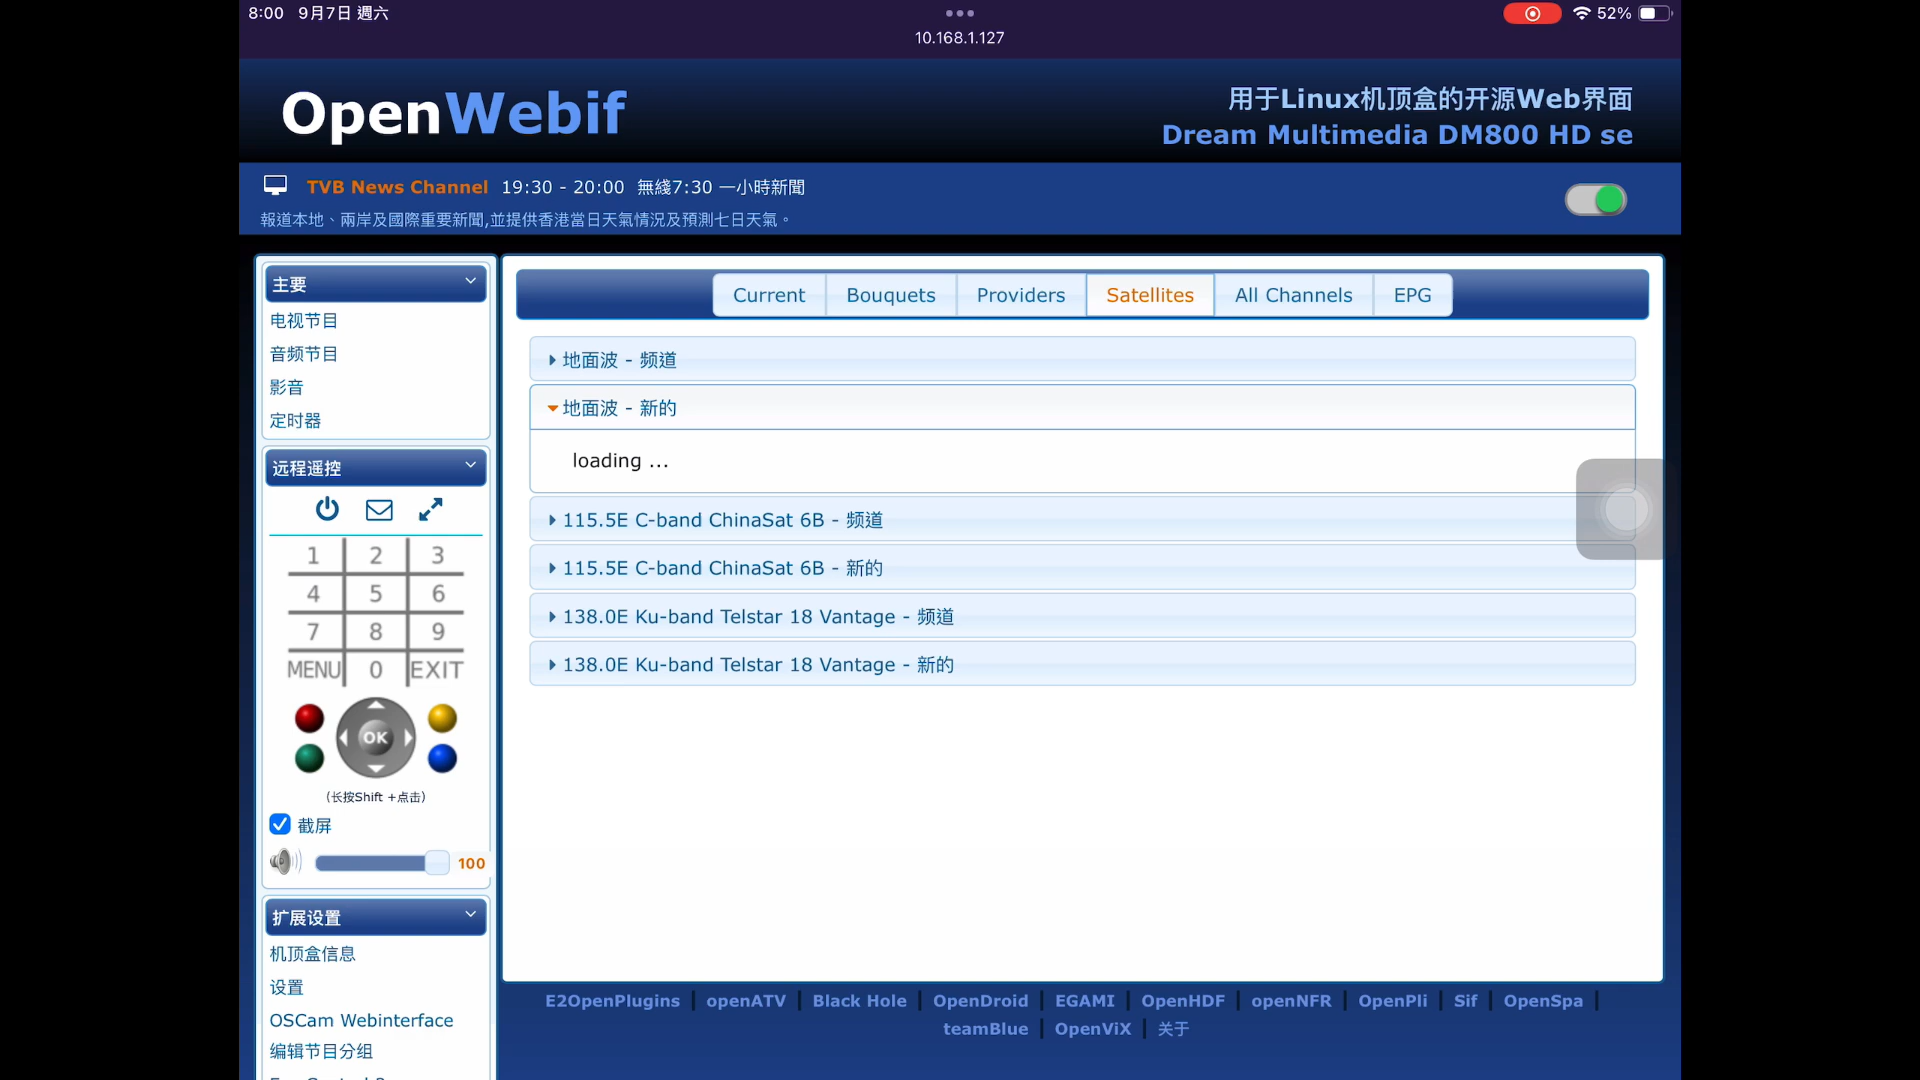 8:00 9月7日 週六
52%
10.168.1.127
OpenWebif
用于Linux机顶盒的开源Web界面
Dream Multimedia DM800 HD se
TVB News Channel 19:30 - 20:00 無綫7:30 一小時新聞
報道本地、兩岸及國際重要新聞,並提供香港當日天氣情況及預測七日天氣。
主要
电视节目
音频节目
影音
定时器
远程遥控
1 2 3
4 5 6
7 8 9
MENU 0 EXIT
OK
(长按Shift +点击)
截屏
100
扩展设置
机顶盒信息
设置
OSCam Webinterface
编辑节目分组
Current Bouquets Providers Satellites All Channels EPG
地面波 - 频道
地面波 - 新的
loading ...
115.5E C-band ChinaSat 6B - 频道
115.5E C-band ChinaSat 6B - 新的
138.0E Ku-band Telstar 18 Vantage - 频道
138.0E Ku-band Telstar 18 Vantage - 新的
E2OpenPlugins | openATV | Black Hole | OpenDroid | EGAMI | OpenHDF | openNFR | OpenPli | Sif | OpenSpa |
teamBlue | OpenViX | 关于